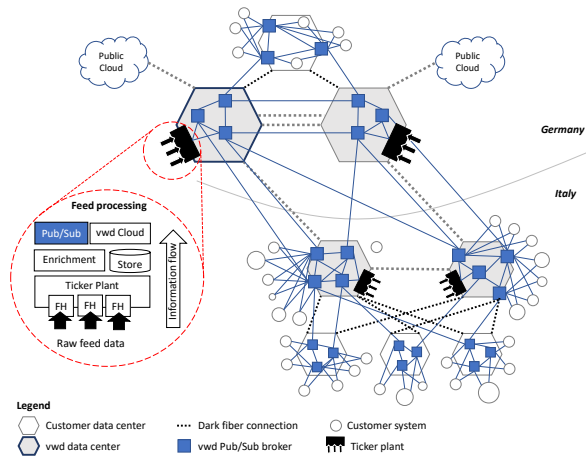 Public
Cloud
Public
Cloud
Germany
Italy
Feed processing
Pub/Sub
vwd Cloud
Enrichment
Store
Ticker Plant
FH
FH
FH
Raw feed data
Information flow
Legend
Customer data center
Dark fiber connection
Customer system
vwd data center
vwd Pub/Sub broker
Ticker plant